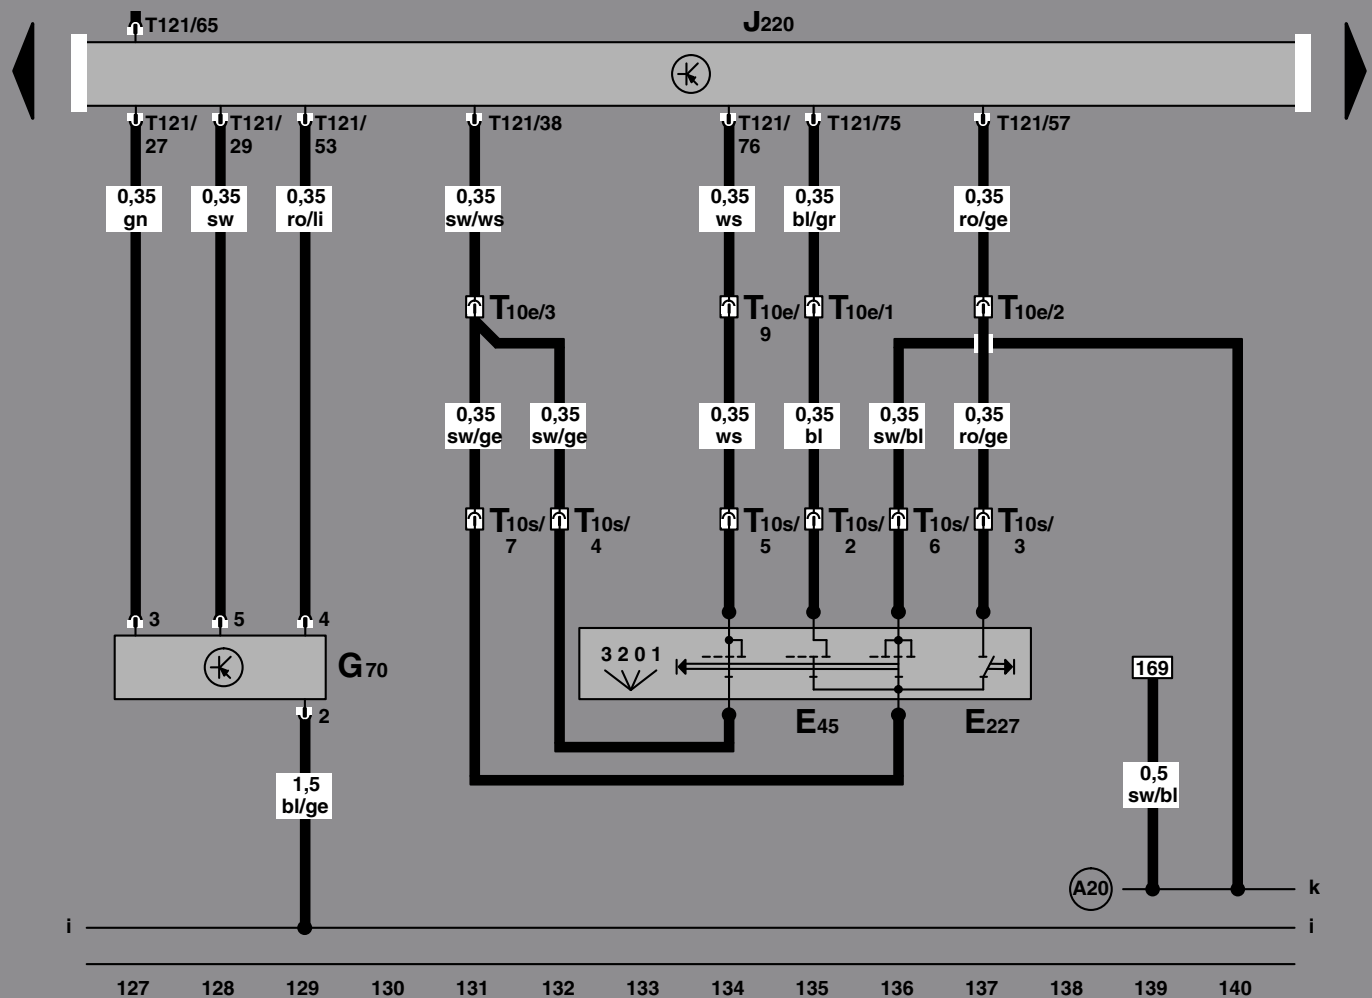 T121/65
J220
T121/
27
T121/
29
T121/
53
T121/38
T121/
76
T121/75
T121/57
0,35
gn
0,35
sw
0,35
ro/li
0,35
sw/ws
0,35
ws
0,35
bl/gr
0,35
ro/ge
T10e/3
T10e/
9
T10e/1
T10e/2
0,35
sw/ge
0,35
sw/ge
0,35
ws
0,35
bl
0,35
sw/bl
0,35
ro/ge
T10s/
7
T10s/
4
T10s/
5
T10s/
2
T10s/
6
T10s/
3
3
5
4
G70
3 2 0 1
169
2
E45
E227
1,5
bl/ge
0,5
sw/bl
A20
k
i
i
127 128 129 130 131 132 133 134 135 136 137 138 139 140